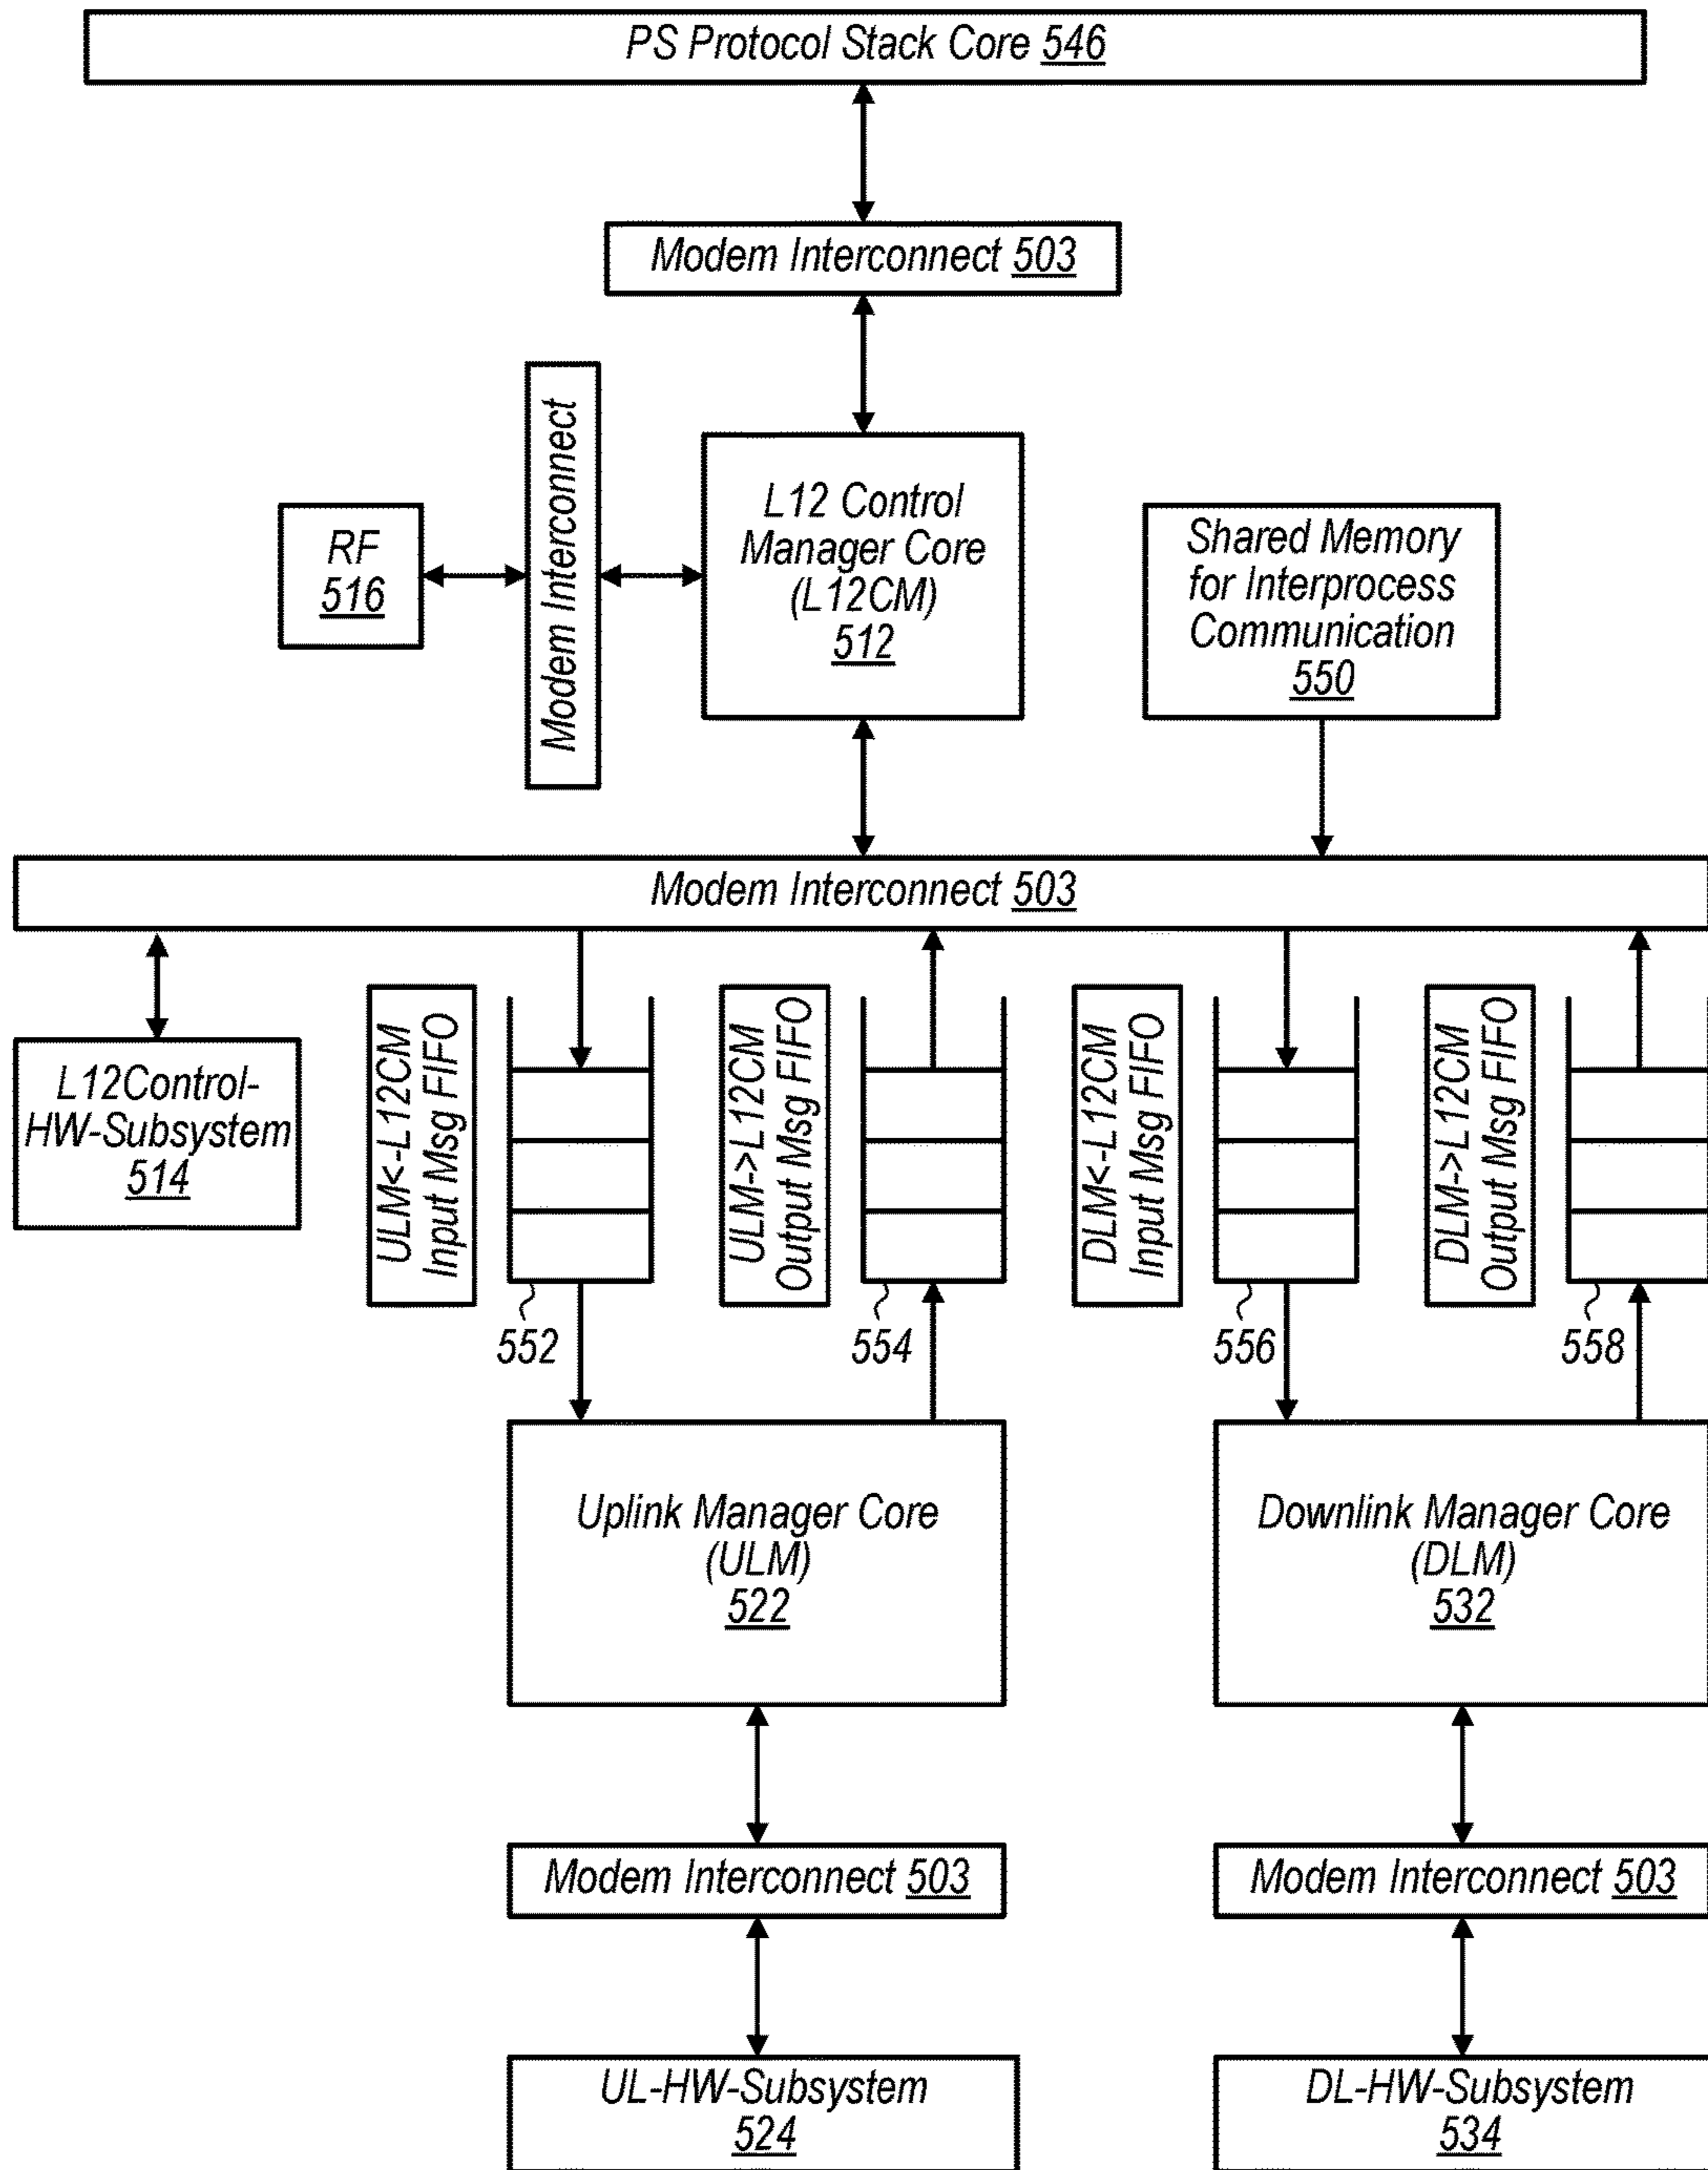 PS Protocol Stack Core 546
Modem Interconnect 503
Modem Interconnect
RF
516
L12 Control
Manager Core
(L12CM)
512
Shared Memory
for Interprocess
Communication
550
Modem Interconnect 503
L12Control-
HW-Subsystem
514
ULM<-L12CM
Input Msg FIFO
552
ULM->L12CM
Output Msg FIFO
554
DLM<-L12CM
Input Msg FIFO
556
DLM->L12CM
Output Msg FIFO
558
Uplink Manager Core
(ULM)
522
Downlink Manager Core
(DLM)
532
Modem Interconnect 503
Modem Interconnect 503
UL-HW-Subsystem
524
DL-HW-Subsystem
534